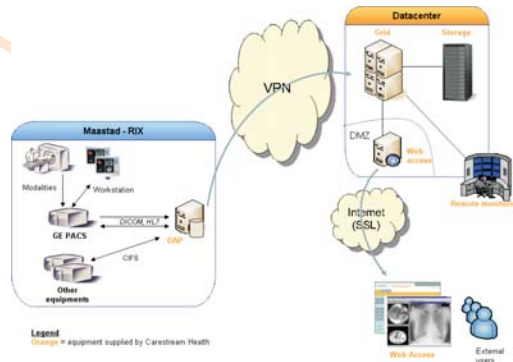 Datacenter
Grid
Storage
VPN
DMZ
Web
access
Remote monitoring
Maastad - RIX
Modalities
Workstation
GE PACS
DICOM, HL7
CIFS
Other
equipments
Internet
(SSL)
Web Access
External
users
Legend
Orange = equipment supplied by Carestream Health